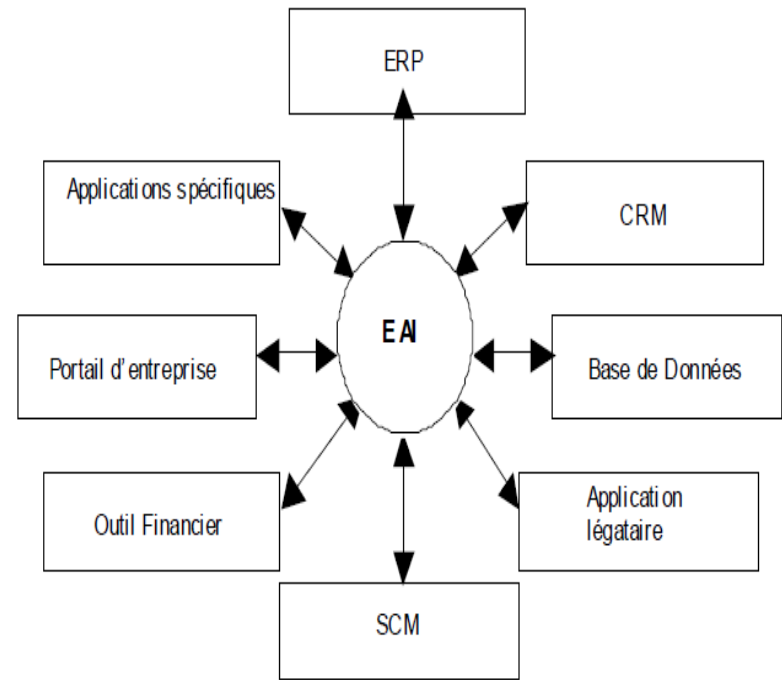 ERP
Applications spécifiques
CRM
EAI
Portail d'entreprise
Base de Données
Outil Financier
Application
légataire
SCM